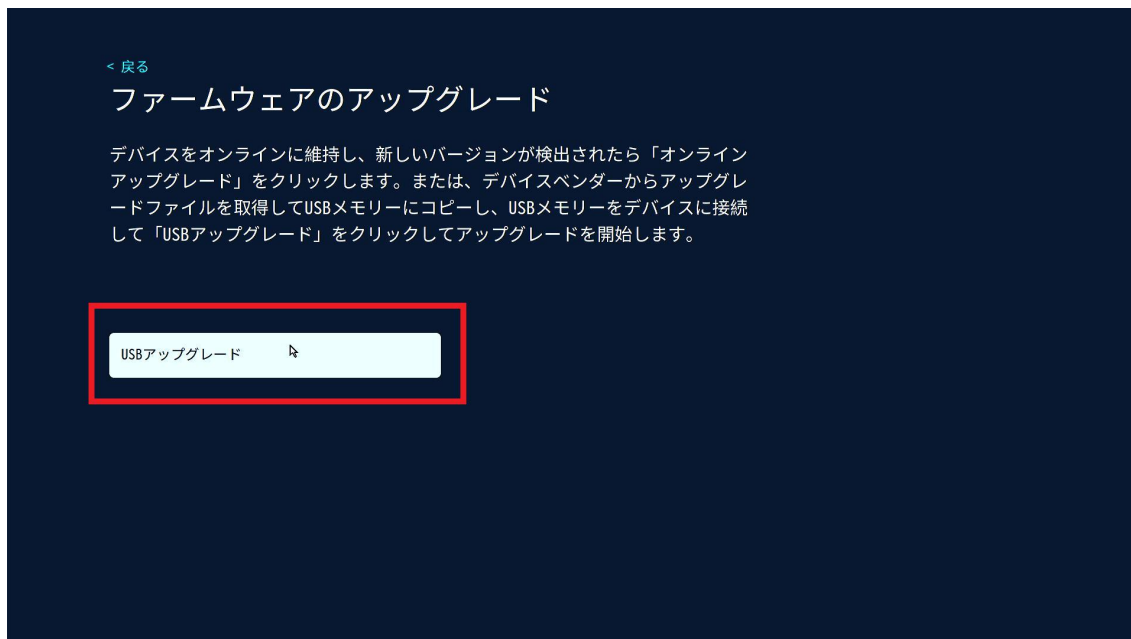 < 戻る
ファームウェアのアップグレード
デバイスをオンラインに維持し、新しいバージョンが検出されたら「オンライン
アップグレード」をクリックします。または、デバイスベンダーからアップグレ
ードファイルを取得してUSBメモリーにコピーし、USBメモリーをデバイスに接続
して「USBアップグレード」をクリックしてアップグレードを開始します。
USBアップグレード